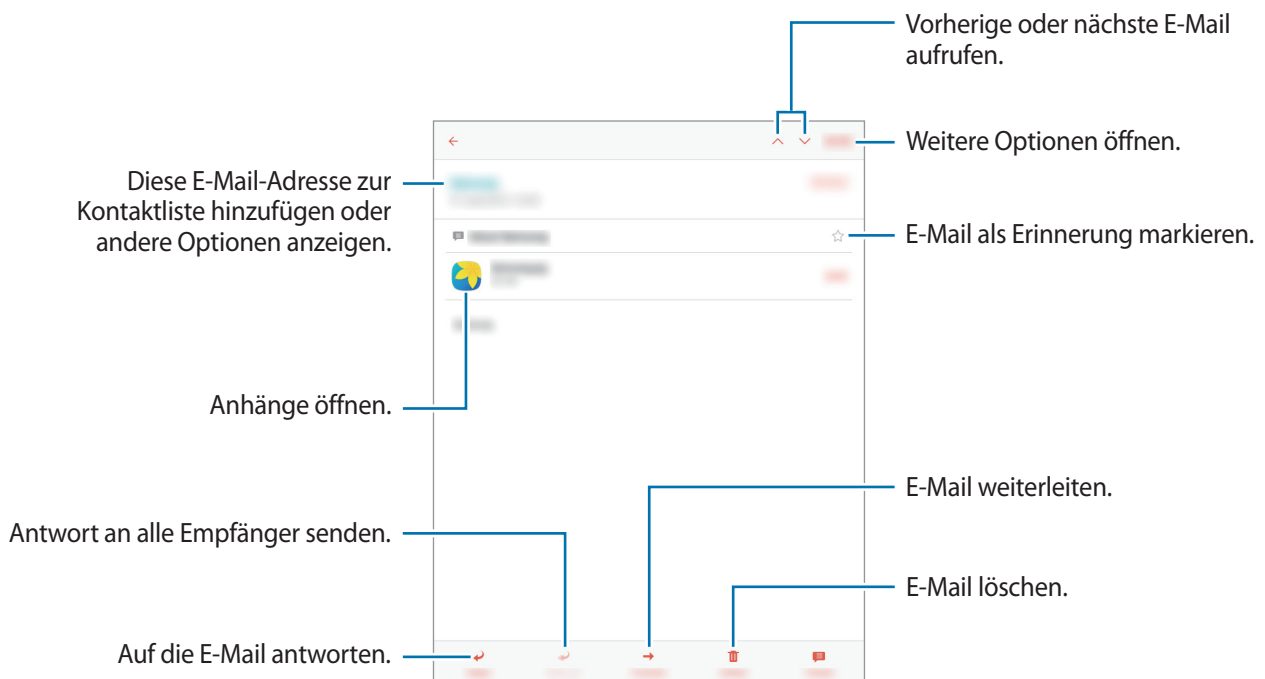 Vorherige oder nächste E-Mail
aufrufen.
Weitere Optionen öffnen.
Diese E-Mail-Adresse zur
Kontaktliste hinzufügen oder
andere Optionen anzeigen.
E-Mail als Erinnerung markieren.
Anhänge öffnen.
E-Mail weiterleiten.
Antwort an alle Empfänger senden.
E-Mail löschen.
Auf die E-Mail antworten.